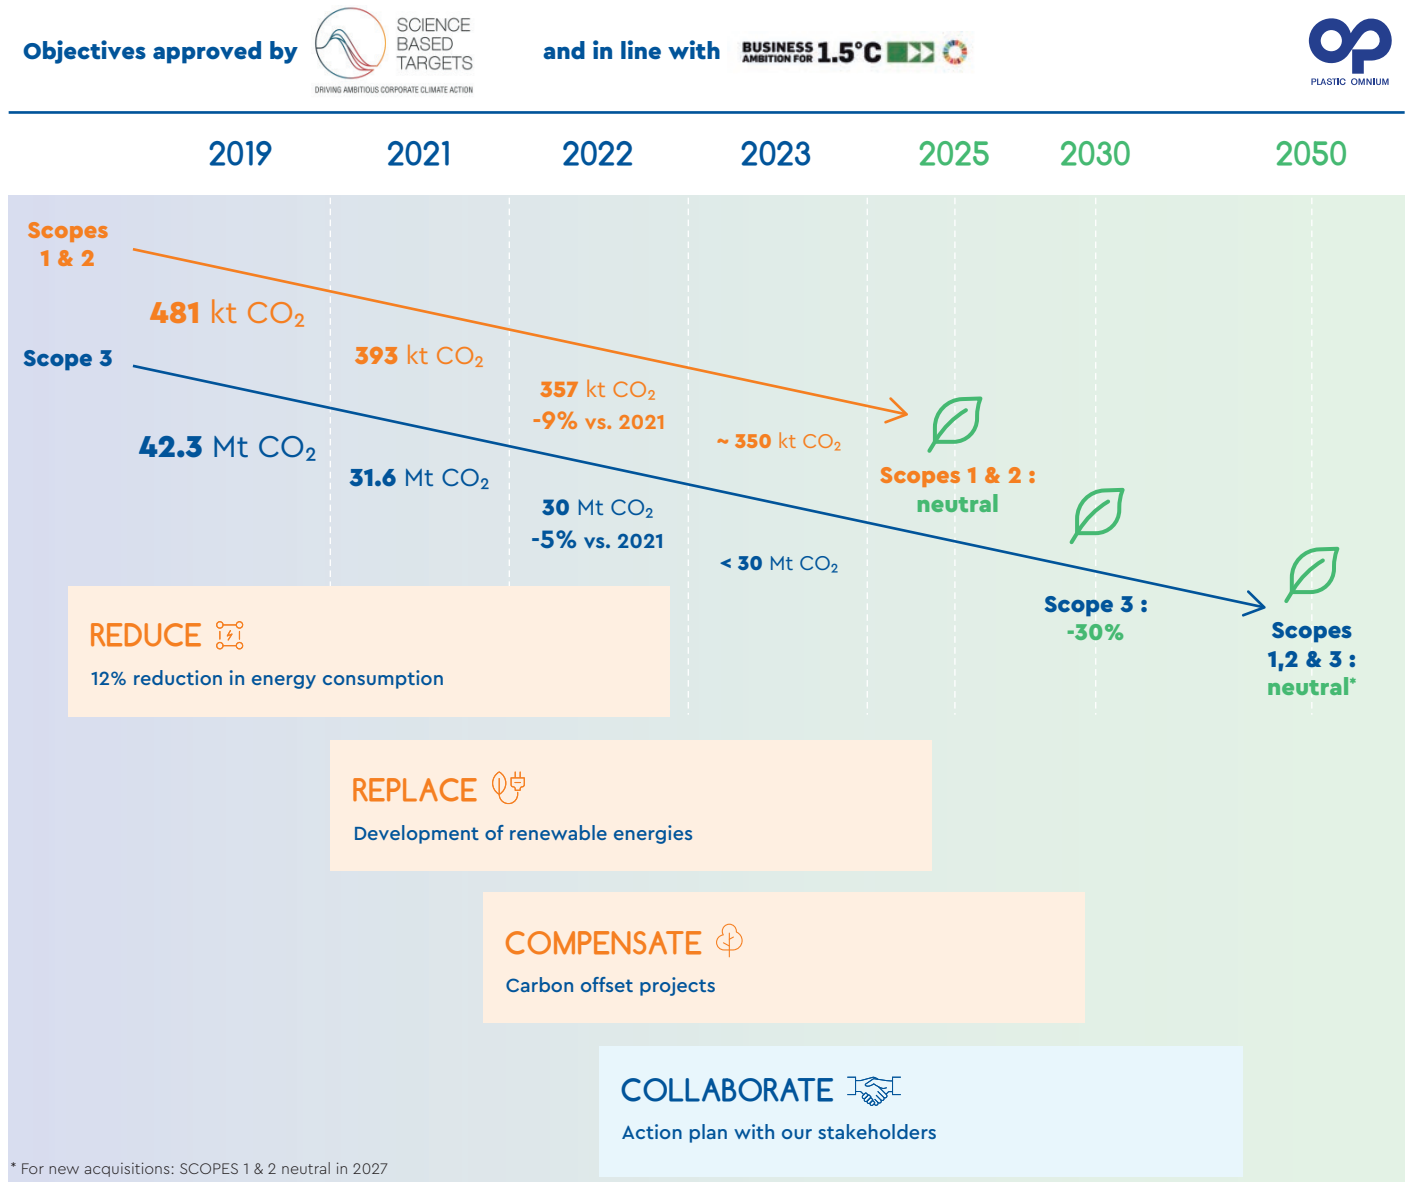 Objectives approved by
SCIENCE
BASED
TARGETS
DRIVING AMBITIOUS CORPORATE CLIMATE ACTION
and in line with
BUSINESS
AMBITION FOR 1.5°C
PLASTIC OMNIUM
2019 2021 2022 2023 2025 2030 2050
Scopes
1 & 2
481 kt CO₂
393 kt CO₂
357 kt CO₂
-9% vs. 2021
~ 350 kt CO₂
Scopes 1 & 2 :
neutral
Scope 3
42.3 Mt CO₂
31.6 Mt CO₂
30 Mt CO₂
-5% vs. 2021
< 30 Mt CO₂
Scope 3 :
-30%
Scopes
1,2 & 3 :
neutral*
REDUCE
12% reduction in energy consumption
REPLACE
Development of renewable energies
COMPENSATE
Carbon offset projects
COLLABORATE
Action plan with our stakeholders
* For new acquisitions: SCOPES 1 & 2 neutral in 2027